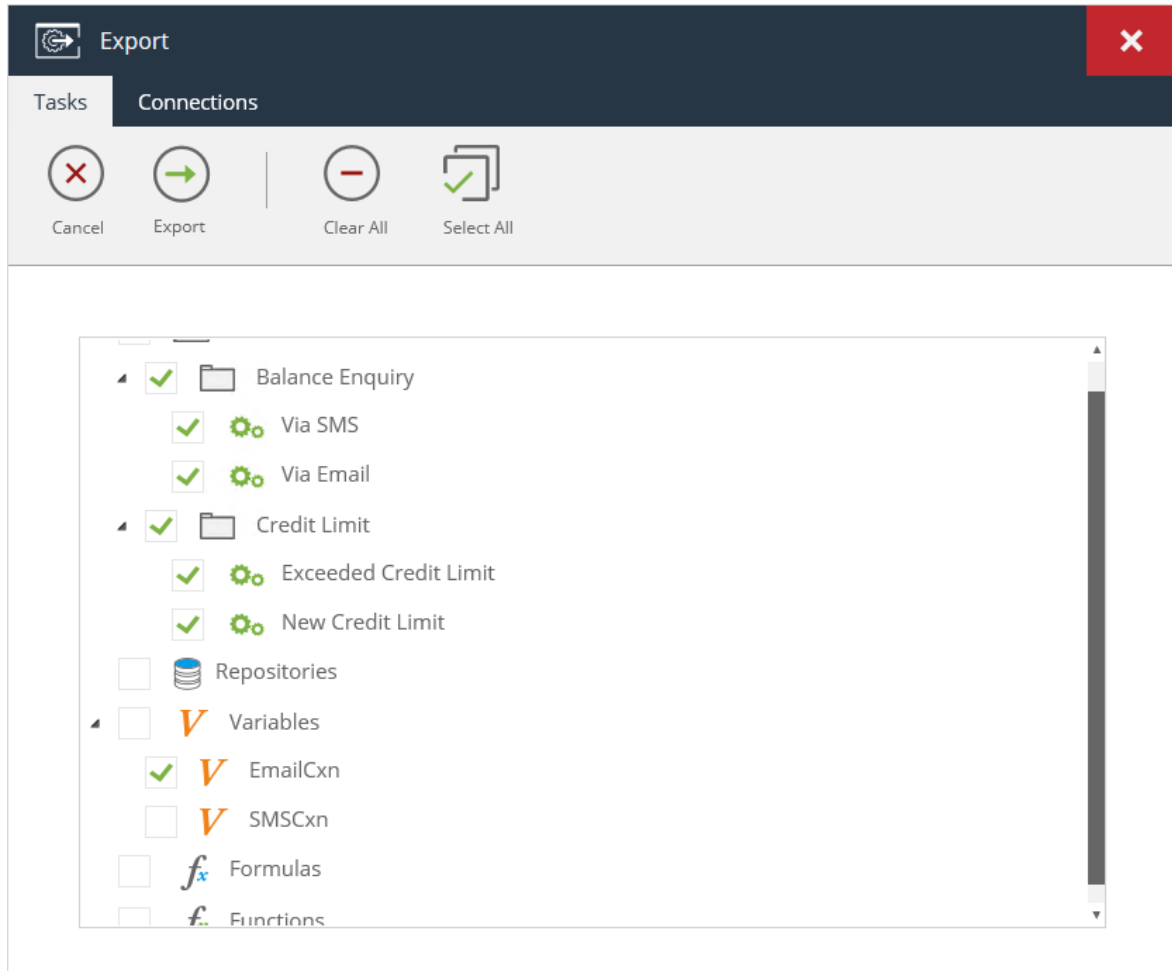 Export
Tasks Connections
Cancel Export Clear All Select All
Balance Enquiry
Via SMS
Via Email
Credit Limit
Exceeded Credit Limit
New Credit Limit
Repositories
V Variables
V EmailCxn
V SMSCxn
fx Formulas
Functions